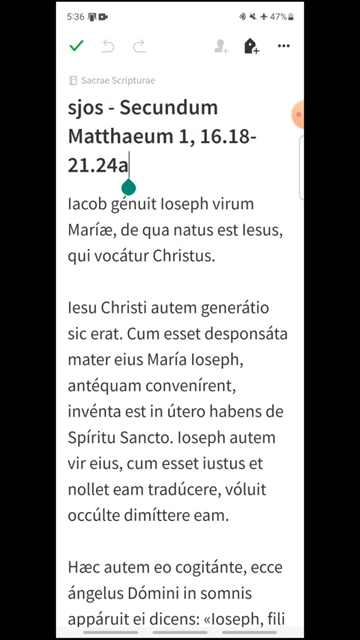 5:36
47%
Sacrae Scripturae
sjos - Secundum
Matthaeum 1, 16.18-
21.24a
Iacob génuit Ioseph virum
Maríæ, de qua natus est Iesus,
qui vocátur Christus.
Iesu Christi autem generátio
sic erat. Cum esset desponsáta
mater eius María Ioseph,
antéquam convenírent,
invénta est in útero habens de
Spíritu Sancto. Ioseph autem
vir eius, cum esset iustus et
nollet eam tradúcere, vóluit
occúlte dimíttere eam.
Hæc autem eo cogitánte, ecce
ángelus Dómini in somnis
appáruit ei dicens: «Ioseph, fili